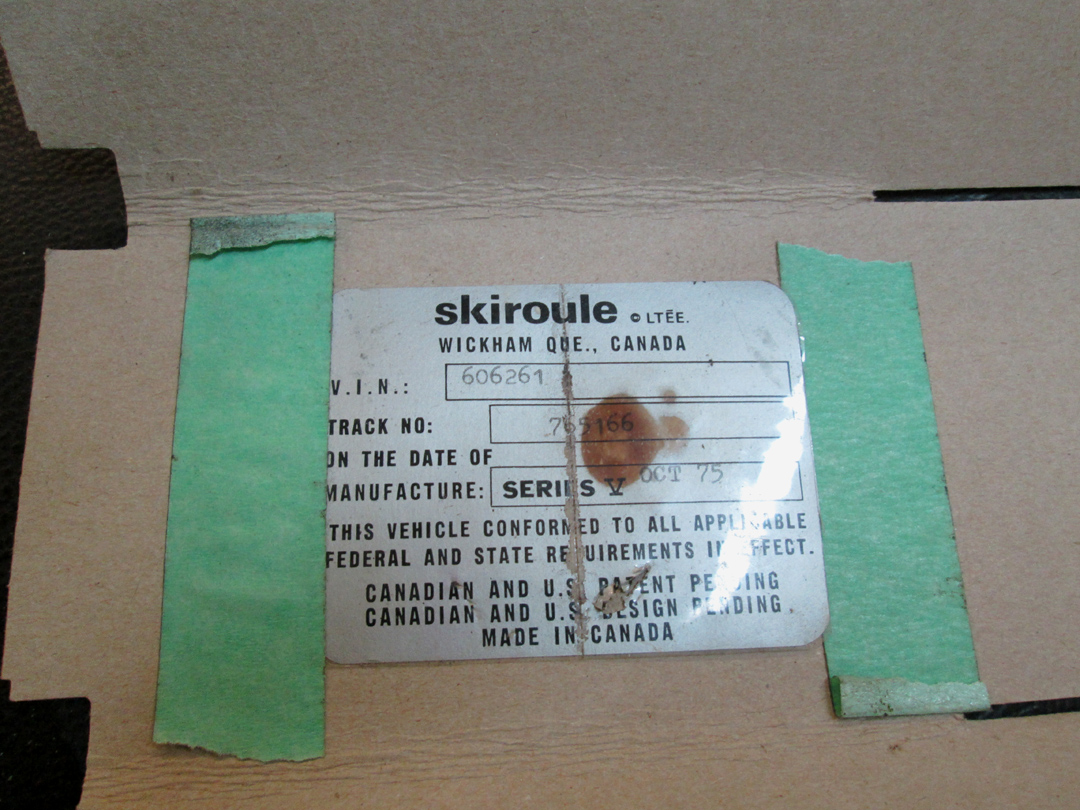 skiroule © LTÉE.
WICKHAM QUE., CANADA
V.I.N.: 606261
TRACK NO: 765166
ON THE DATE OF
MANUFACTURE: SERIES V OCT 75
THIS VEHICLE CONFORMED TO ALL APPLICABLE
FEDERAL AND STATE REQUIREMENTS IN EFFECT.
CANADIAN AND U.S. PATENT PENDING
CANADIAN AND U.S. DESIGN PENDING.
MADE IN CANADA